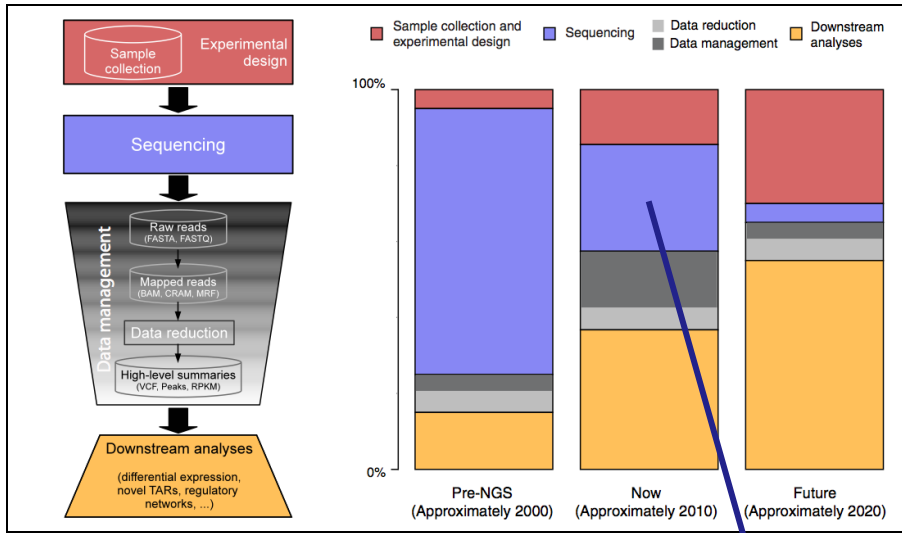 Sample
collection
Experimental
design
Sequencing
Data management
Raw reads
(FASTA, FASTQ)
Mapped reads
(BAM, CRAM, MRF)
Data reduction
High-level summaries
(VCF, Peaks, RPKM)
Downstream analyses
(differential expression,
novel TARs, regulatory
networks, ...)
Sample collection and
experimental design
Sequencing
Data reduction
Data management
Downstream
analyses
100%
0%
Pre-NGS
(Approximately 2000)
Now
(Approximately 2010)
Future
(Approximately 2020)